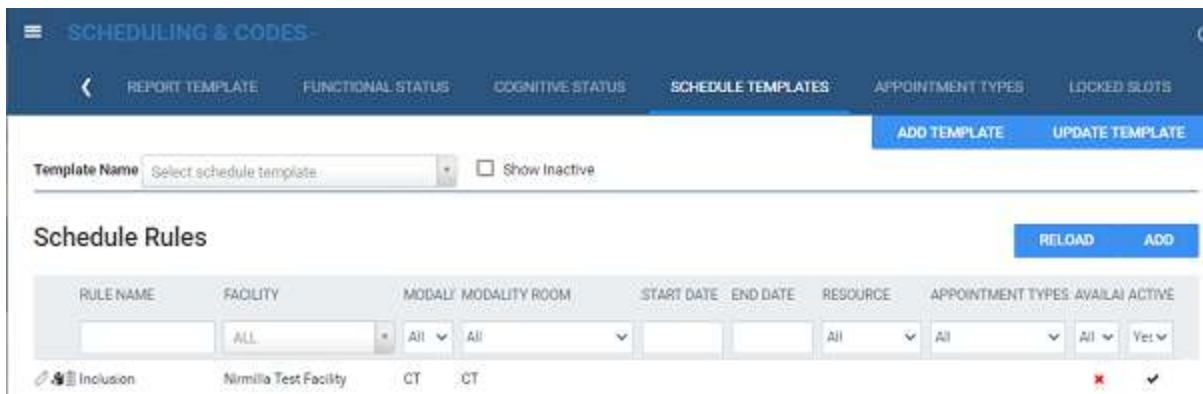 SCHEDULING & CODES
REPORT TEMPLATE FUNCTIONAL STATUS COGNITIVE STATUS SCHEDULE TEMPLATES APPOINTMENT TYPES LOCKED SLOTS
ADD TEMPLATE UPDATE TEMPLATE
Template Name Select schedule template Show Inactive
Schedule Rules RELOAD ADD
RULE NAME FACILITY MODALI MODALITY ROOM START DATE END DATE RESOURCE APPOINTMENT TYPES AVAILAI ACTIVE
ALL All All All All All Yes
Inclusion Nirmilla Test Facility CT CT